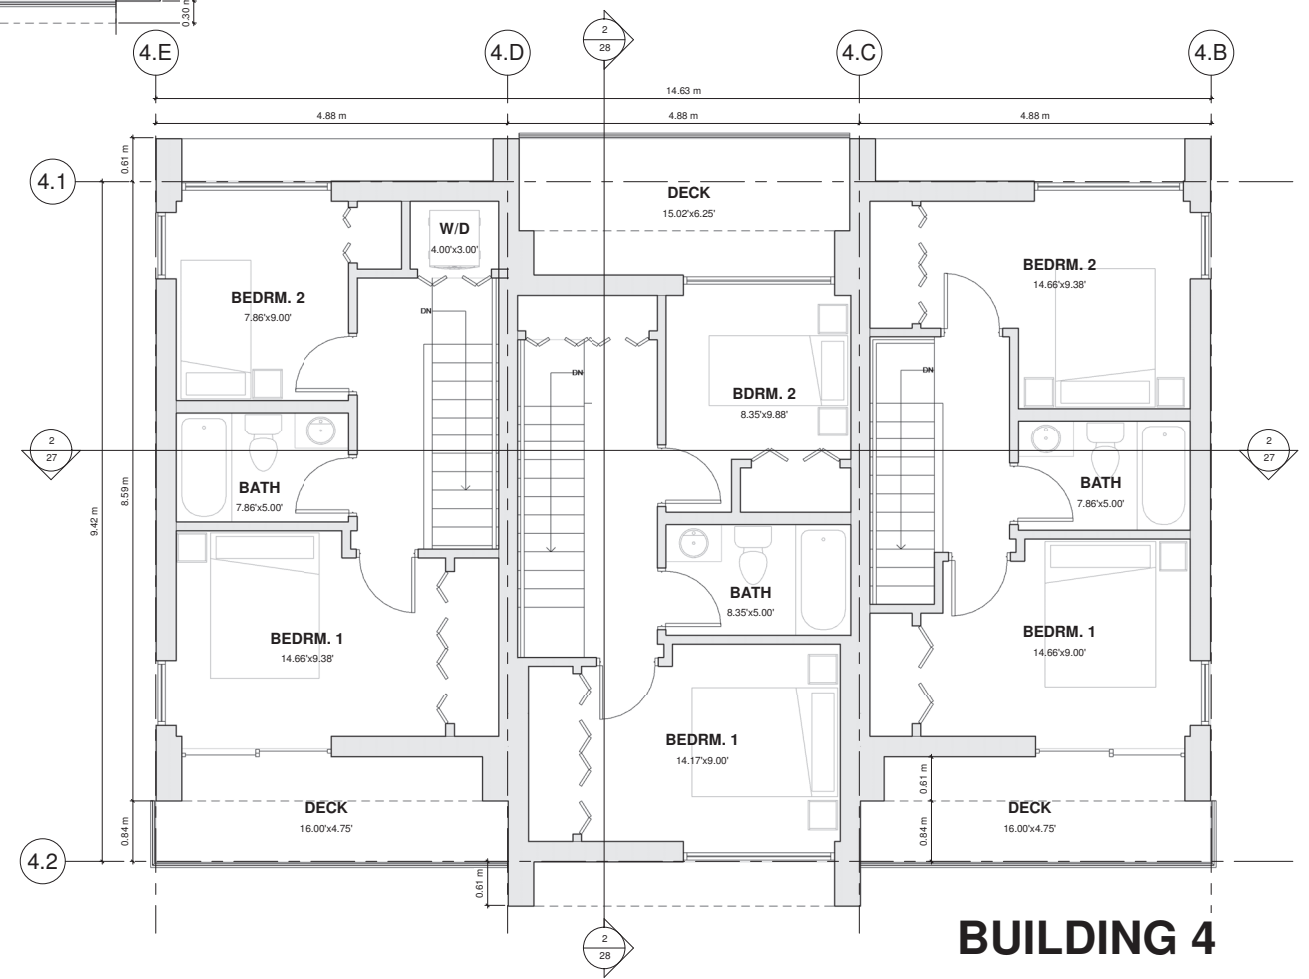 0.30 m
4.E
4.D
2
28
4.C
4.B
14.63 m
4.88 m
4.88 m
4.88 m
0.61 m
4.1
DECK
15.02'x6.25'
W/D
4.00'x3.00'
BEDRM. 2
7.86'x9.00'
BEDRM. 2
14.66'x9.38'
DN
DN
DN
BDRM. 2
8.35'x9.88'
2
27
2
27
9.42 m
8.59 m
BATH
7.86'x5.00'
BATH
7.86'x5.00'
BATH
8.35'x5.00'
BEDRM. 1
14.66'x9.38'
BEDRM. 1
14.66'x9.00'
BEDRM. 1
14.17'x9.00'
0.61 m
DECK
16.00'x4.75'
DECK
16.00'x4.75'
0.84 m
0.84 m
4.2
0.61 m
2
28
BUILDING 4